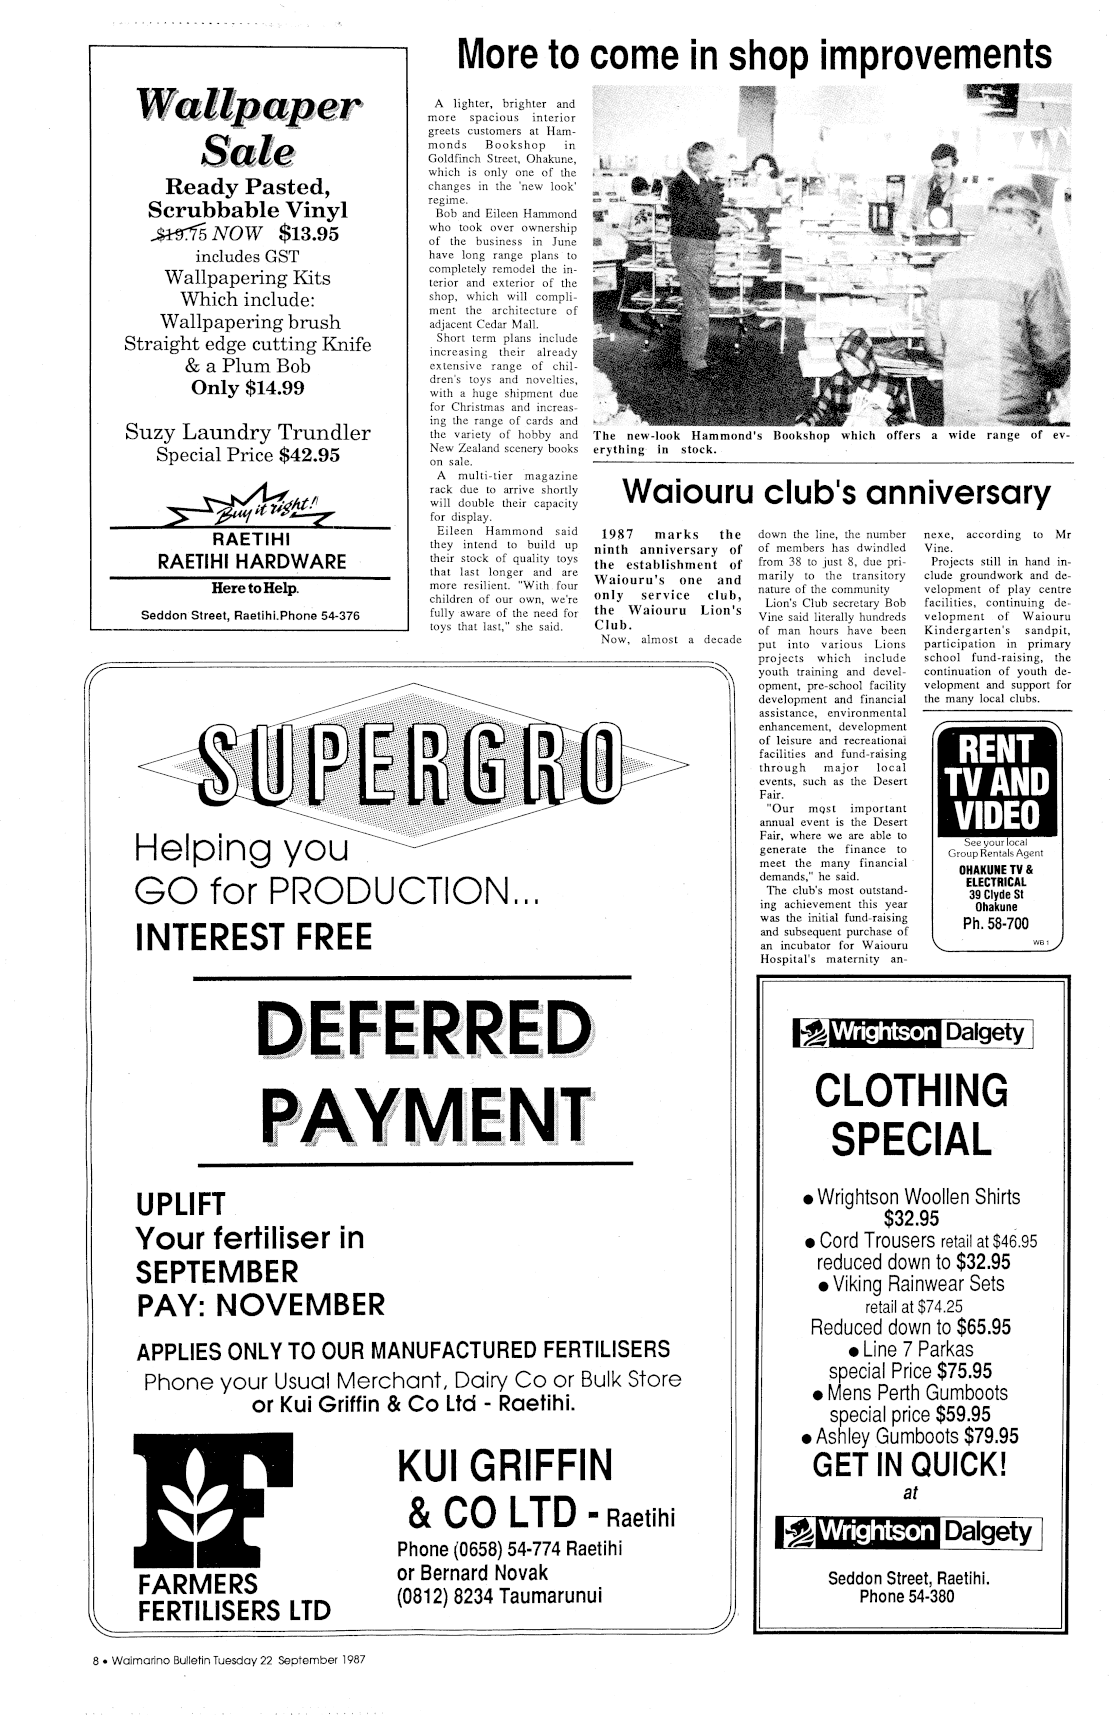 Wallpaper
Sale
Ready Pasted,
Scrubbable Vinyl
$19.75 NOW $13.95
includes GST
Wallpapering Kits
Which include:
Wallpapering brush
Straight edge cutting Knife
& a Plum Bob
Only $14.99
Suzy Laundry Trundler
Special Price $42.95
Buy it right!
RAETIHI
RAETIHI HARDWARE
Here to Help.
Seddon Street, Raetihi.Phone 54-376
More to come in shop improvements
A lighter, brighter and
more spacious interior
greets customers at Ham-
monds Bookshop in
Goldfinch Street, Ohakune,
which is only one of the
changes in the 'new look'
regime.
Bob and Eileen Hammond
who took over ownership
of the business in June
have long range plans to
completely remodel the in-
terior and exterior of the
shop, which will compli-
ment the architecture of
adjacent Cedar Mall.
Short term plans include
increasing their already
extensive range of chil-
dren's toys and novelties,
with a huge shipment due
for Christmas and increas-
ing the range of cards and
the variety of hobby and
New Zealand scenery books
on sale.
A multi-tier magazine
rack due to arrive shortly
will double their capacity
for display.
Eileen Hammond said
they intend to build up
their stock of quality toys
that last longer and are
more resilient. "With four
children of our own, we're
fully aware of the need for
toys that last," she said.
The new-look Hammond's Bookshop which offers a wide range of ev-
erything in stock.
Waiouru club's anniversary
1987 marks the
ninth anniversary of
the establishment of
Waiouru's one and
only service club,
the Waiouru Lion's
Club.
Now, almost a decade
down the line, the number
of members has dwindled
from 38 to just 8, due pri-
marily to the transitory
nature of the community
Lion's Club secretary Bob
Vine said literally hundreds
of man hours have been
put into various Lions
projects which include
youth training and devel-
opment, pre-school facility
development and financial
assistance, environmental
enhancement, development
of leisure and recreational
facilities and fund-raising
through major local
events, such as the Desert
Fair.
"Our most important
annual event is the Desert
Fair, where we are able to
generate the finance to
meet the many financial
demands," he said.
The club's most outstand-
ing achievement this year
was the initial fund-raising
and subsequent purchase of
an incubator for Waiouru
Hospital's maternity an-
nexe, according to Mr
Vine.
Projects still in hand in-
clude groundwork and de-
velopment of play centre
facilities, continuing de-
velopment of Waiouru
Kindergarten's sandpit,
participation in primary
school fund-raising, the
continuation of youth de-
velopment and support for
the many local clubs.
RENT
TV AND
VIDEO
See your local
Group Rentals Agent
OHAKUNE TV &
ELECTRICAL
39 Clyde St
Ohakune
Ph. 58-700
WB 1
SUPERGRO
Helping you
GO for PRODUCTION...
INTEREST FREE
DEFERRED
PAYMENT
UPLIFT
Your fertiliser in
SEPTEMBER
PAY: NOVEMBER
APPLIES ONLY TO OUR MANUFACTURED FERTILISERS
Phone your Usual Merchant, Dairy Co or Bulk Store
or Kui Griffin & Co Ltd - Raetihi.
FF
FARMERS
FERTILISERS LTD
KUI GRIFFIN
& CO LTD - Raetihi
Phone (0658) 54-774 Raetihi
or Bernard Novak
(0812) 8234 Taumarunui
Wrightson Dalgety
CLOTHING
SPECIAL
● Wrightson Woollen Shirts
$32.95
● Cord Trousers retail at $46.95
reduced down to $32.95
● Viking Rainwear Sets
retail at $74.25
Reduced down to $65.95
● Line 7 Parkas
special Price $75.95
● Mens Perth Gumboots
special price $59.95
● Ashley Gumboots $79.95
GET IN QUICK!
at
Wrightson Dalgety
Seddon Street, Raetihi.
Phone 54-380
8 • Waimarino Bulletin Tuesday 22 September 1987